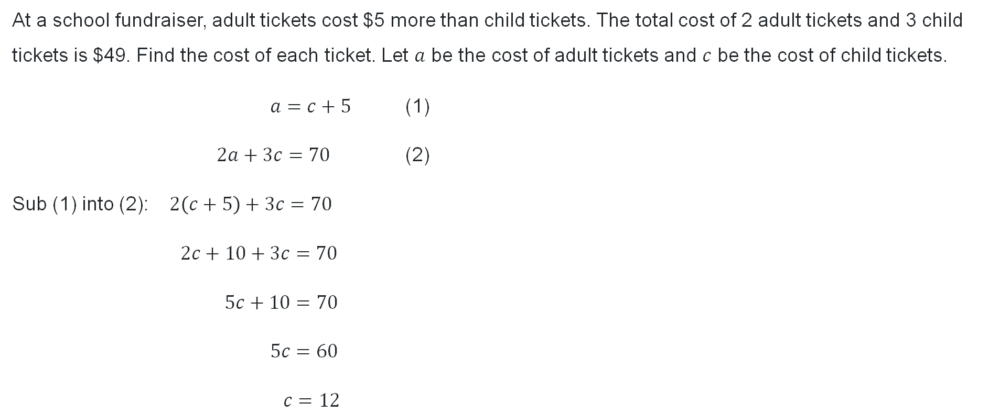 At a school fundraiser, adult tickets cost $5 more than child tickets. The total cost of 2 adult tickets and 3 child
tickets is $49. Find the cost of each ticket. Let a be the cost of adult tickets and c be the cost of child tickets.
a = c + 5 (1)
2a + 3c = 70 (2)
Sub (1) into (2): 2(c + 5) + 3c = 70
2c + 10 + 3c = 70
5c + 10 = 70
5c = 60
c = 12